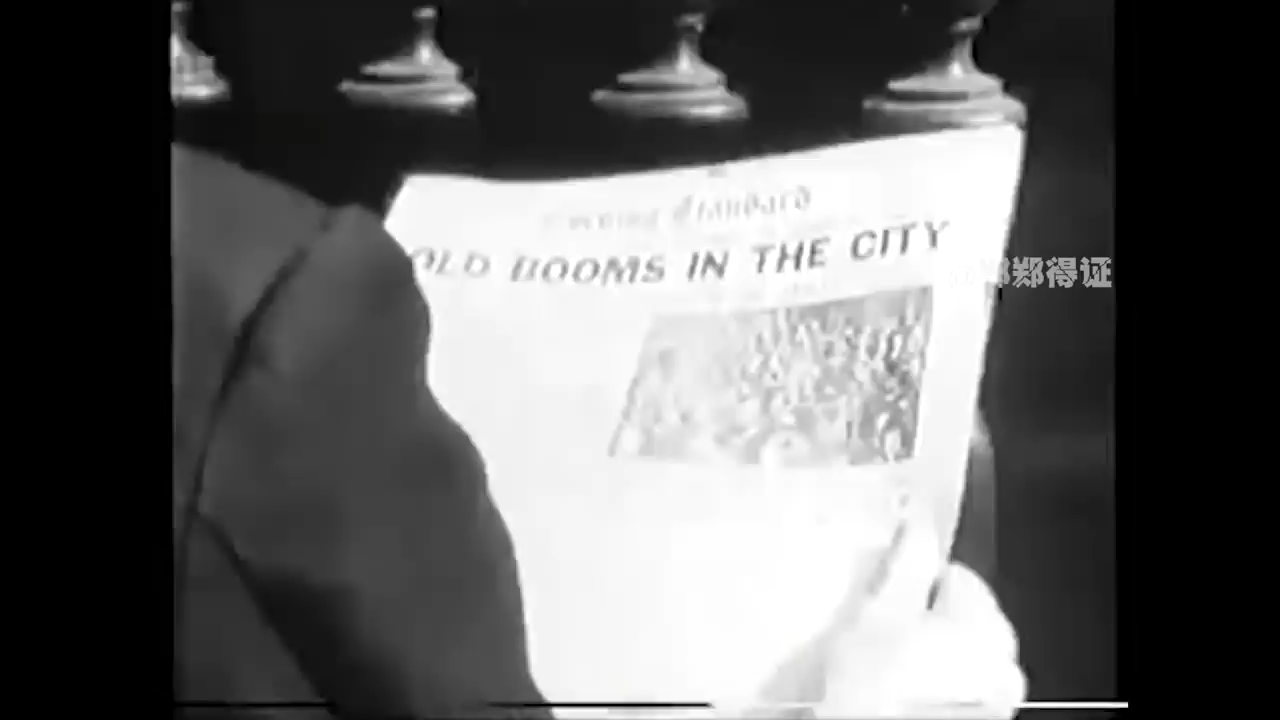 Evening Standard
OLD BOOMS IN THE CITY
郑得证